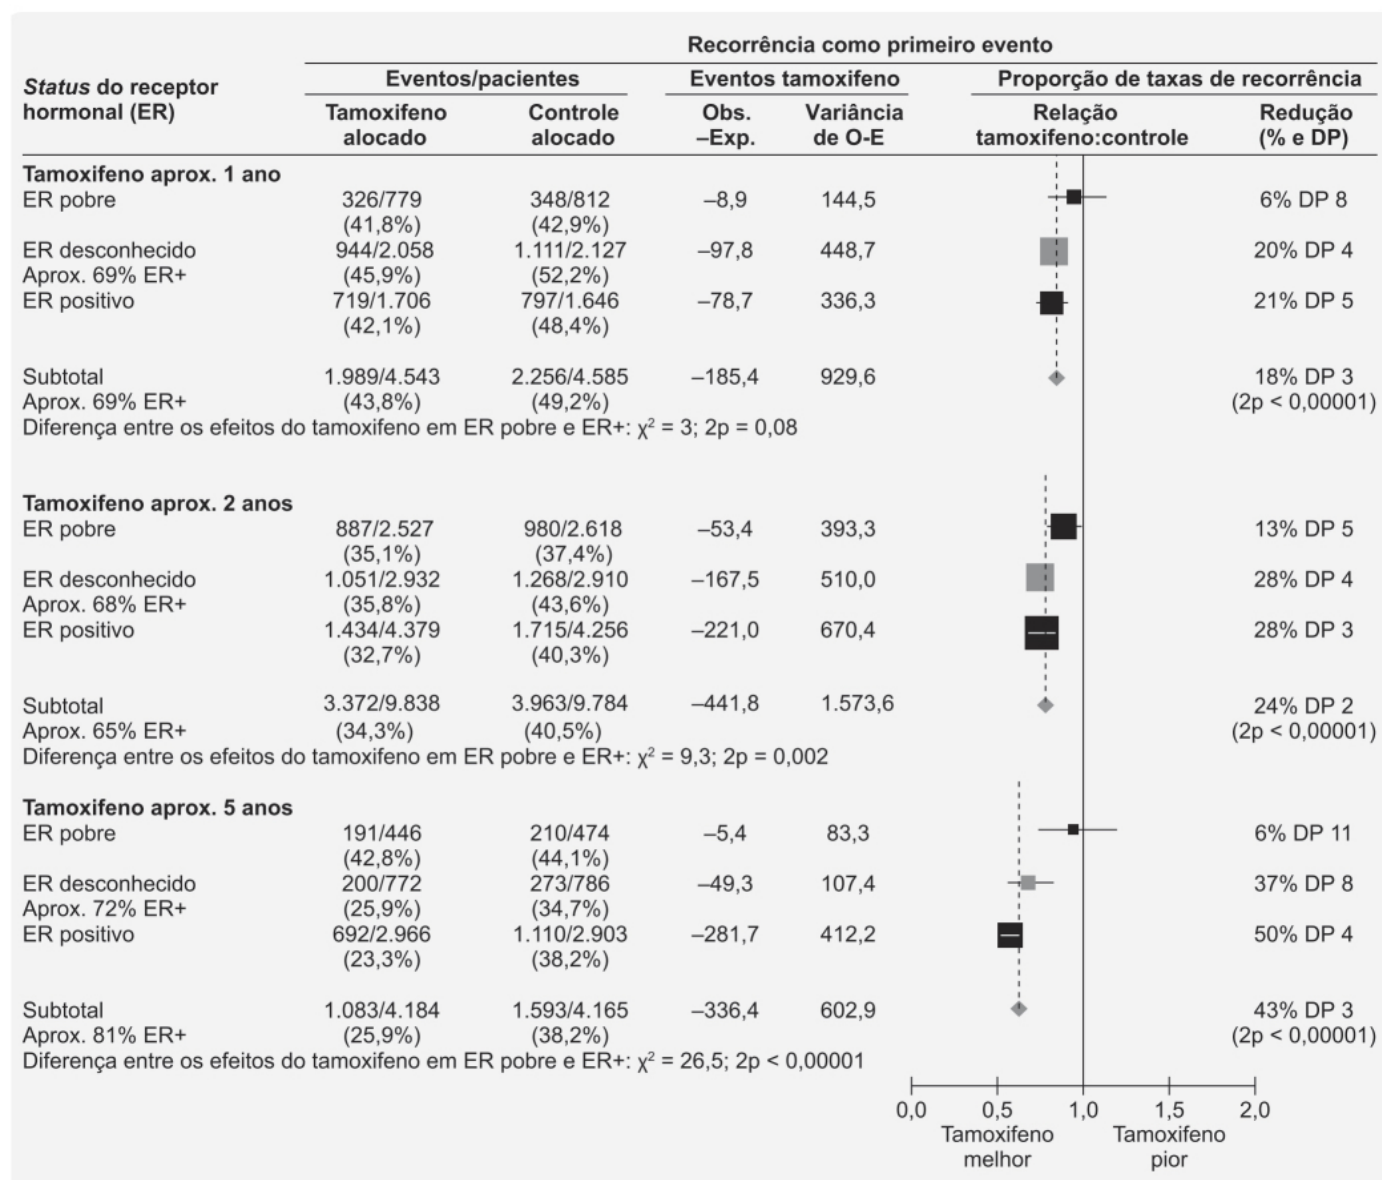 Recorrência como primeiro evento
Status do receptor hormonal (ER) Eventos/pacientes Eventos tamoxifeno Proporção de taxas de recorrência
Tamoxifeno alocado Controle alocado Obs. –Exp. Variância de O-E Relação tamoxifeno:controle Redução (% e DP)
Tamoxifeno aprox. 1 ano
ER pobre 326/779 348/812 –8,9 144,5 6% DP 8
(41,8%) (42,9%)
ER desconhecido 944/2.058 1.111/2.127 –97,8 448,7 20% DP 4
Aprox. 69% ER+ (45,9%) (52,2%)
ER positivo 719/1.706 797/1.646 –78,7 336,3 21% DP 5
(42,1%) (48,4%)
Subtotal 1.989/4.543 2.256/4.585 –185,4 929,6 18% DP 3
Aprox. 69% ER+ (43,8%) (49,2%) (2p < 0,00001)
Diferença entre os efeitos do tamoxifeno em ER pobre e ER+: χ² = 3; 2p = 0,08
Tamoxifeno aprox. 2 anos
ER pobre 887/2.527 980/2.618 –53,4 393,3 13% DP 5
(35,1%) (37,4%)
ER desconhecido 1.051/2.932 1.268/2.910 –167,5 510,0 28% DP 4
Aprox. 68% ER+ (35,8%) (43,6%)
ER positivo 1.434/4.379 1.715/4.256 –221,0 670,4 28% DP 3
(32,7%) (40,3%)
Subtotal 3.372/9.838 3.963/9.784 –441,8 1.573,6 24% DP 2
Aprox. 65% ER+ (34,3%) (40,5%) (2p < 0,00001)
Diferença entre os efeitos do tamoxifeno em ER pobre e ER+: χ² = 9,3; 2p = 0,002
Tamoxifeno aprox. 5 anos
ER pobre 191/446 210/474 –5,4 83,3 6% DP 11
(42,8%) (44,1%)
ER desconhecido 200/772 273/786 –49,3 107,4 37% DP 8
Aprox. 72% ER+ (25,9%) (34,7%)
ER positivo 692/2.966 1.110/2.903 –281,7 412,2 50% DP 4
(23,3%) (38,2%)
Subtotal 1.083/4.184 1.593/4.165 –336,4 602,9 43% DP 3
Aprox. 81% ER+ (25,9%) (38,2%) (2p < 0,00001)
Diferença entre os efeitos do tamoxifeno em ER pobre e ER+: χ² = 26,5; 2p < 0,00001
0,0 0,5 1,0 1,5 2,0
Tamoxifeno melhor Tamoxifeno pior